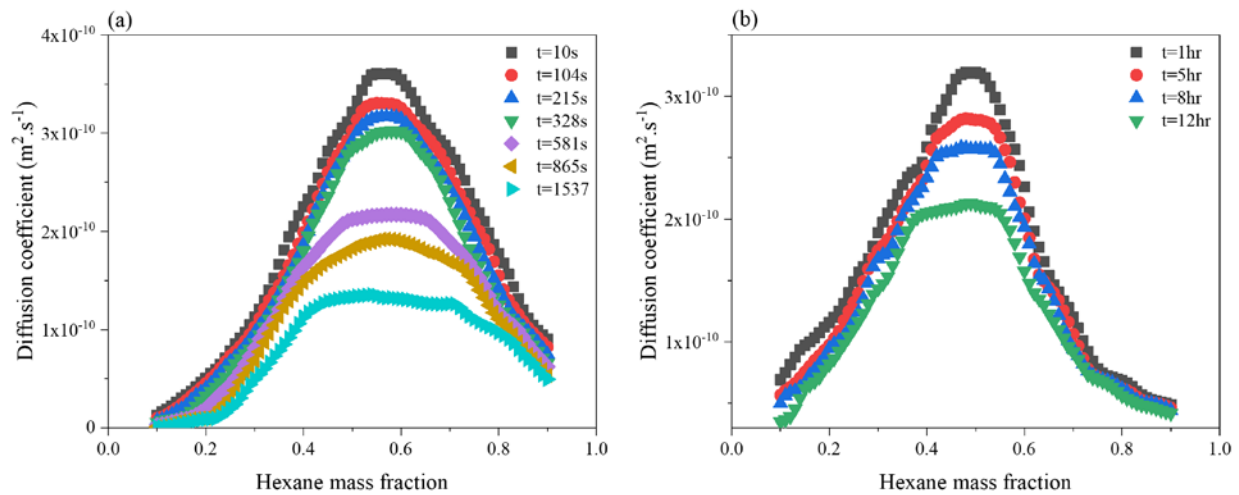 (a)
4x10⁻¹⁰
3x10⁻¹⁰
2x10⁻¹⁰
1x10⁻¹⁰
0
Diffusion coefficient (m².s⁻¹)
t=10s
t=104s
t=215s
t=328s
t=581s
t=865s
t=1537
0.0 0.2 0.4 0.6 0.8 1.0
Hexane mass fraction
(b)
3x10⁻¹⁰
2x10⁻¹⁰
1x10⁻¹⁰
Diffusion coefficient (m².s⁻¹)
t=1hr
t=5hr
t=8hr
t=12hr
0.0 0.2 0.4 0.6 0.8 1.0
Hexane mass fraction